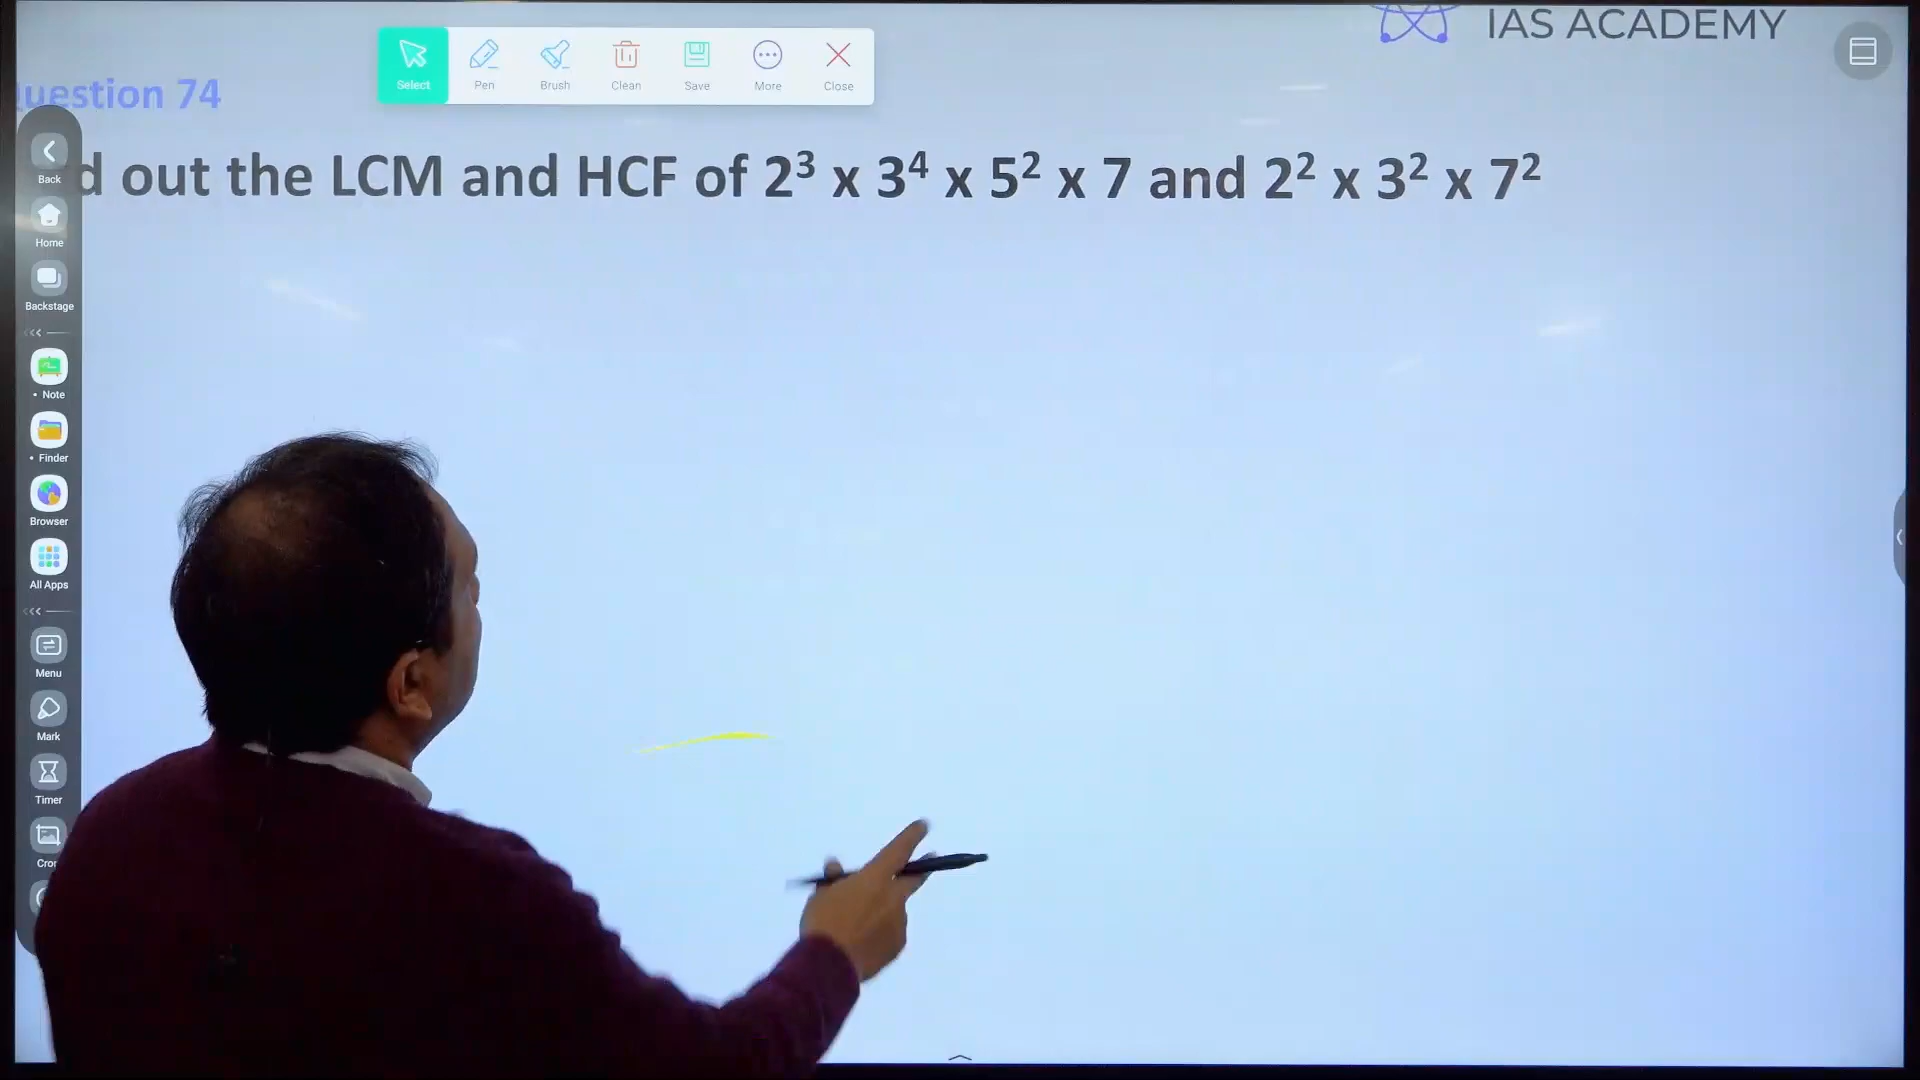 IAS ACADEMY
Select Pen Brush Clean Save More Close
uestion 74
d out the LCM and HCF of 2³ x 3⁴ x 5² x 7 and 2² x 3² x 7²
Back
Home
Backstage
Note
Finder
Browser
All Apps
Menu
Mark
Timer